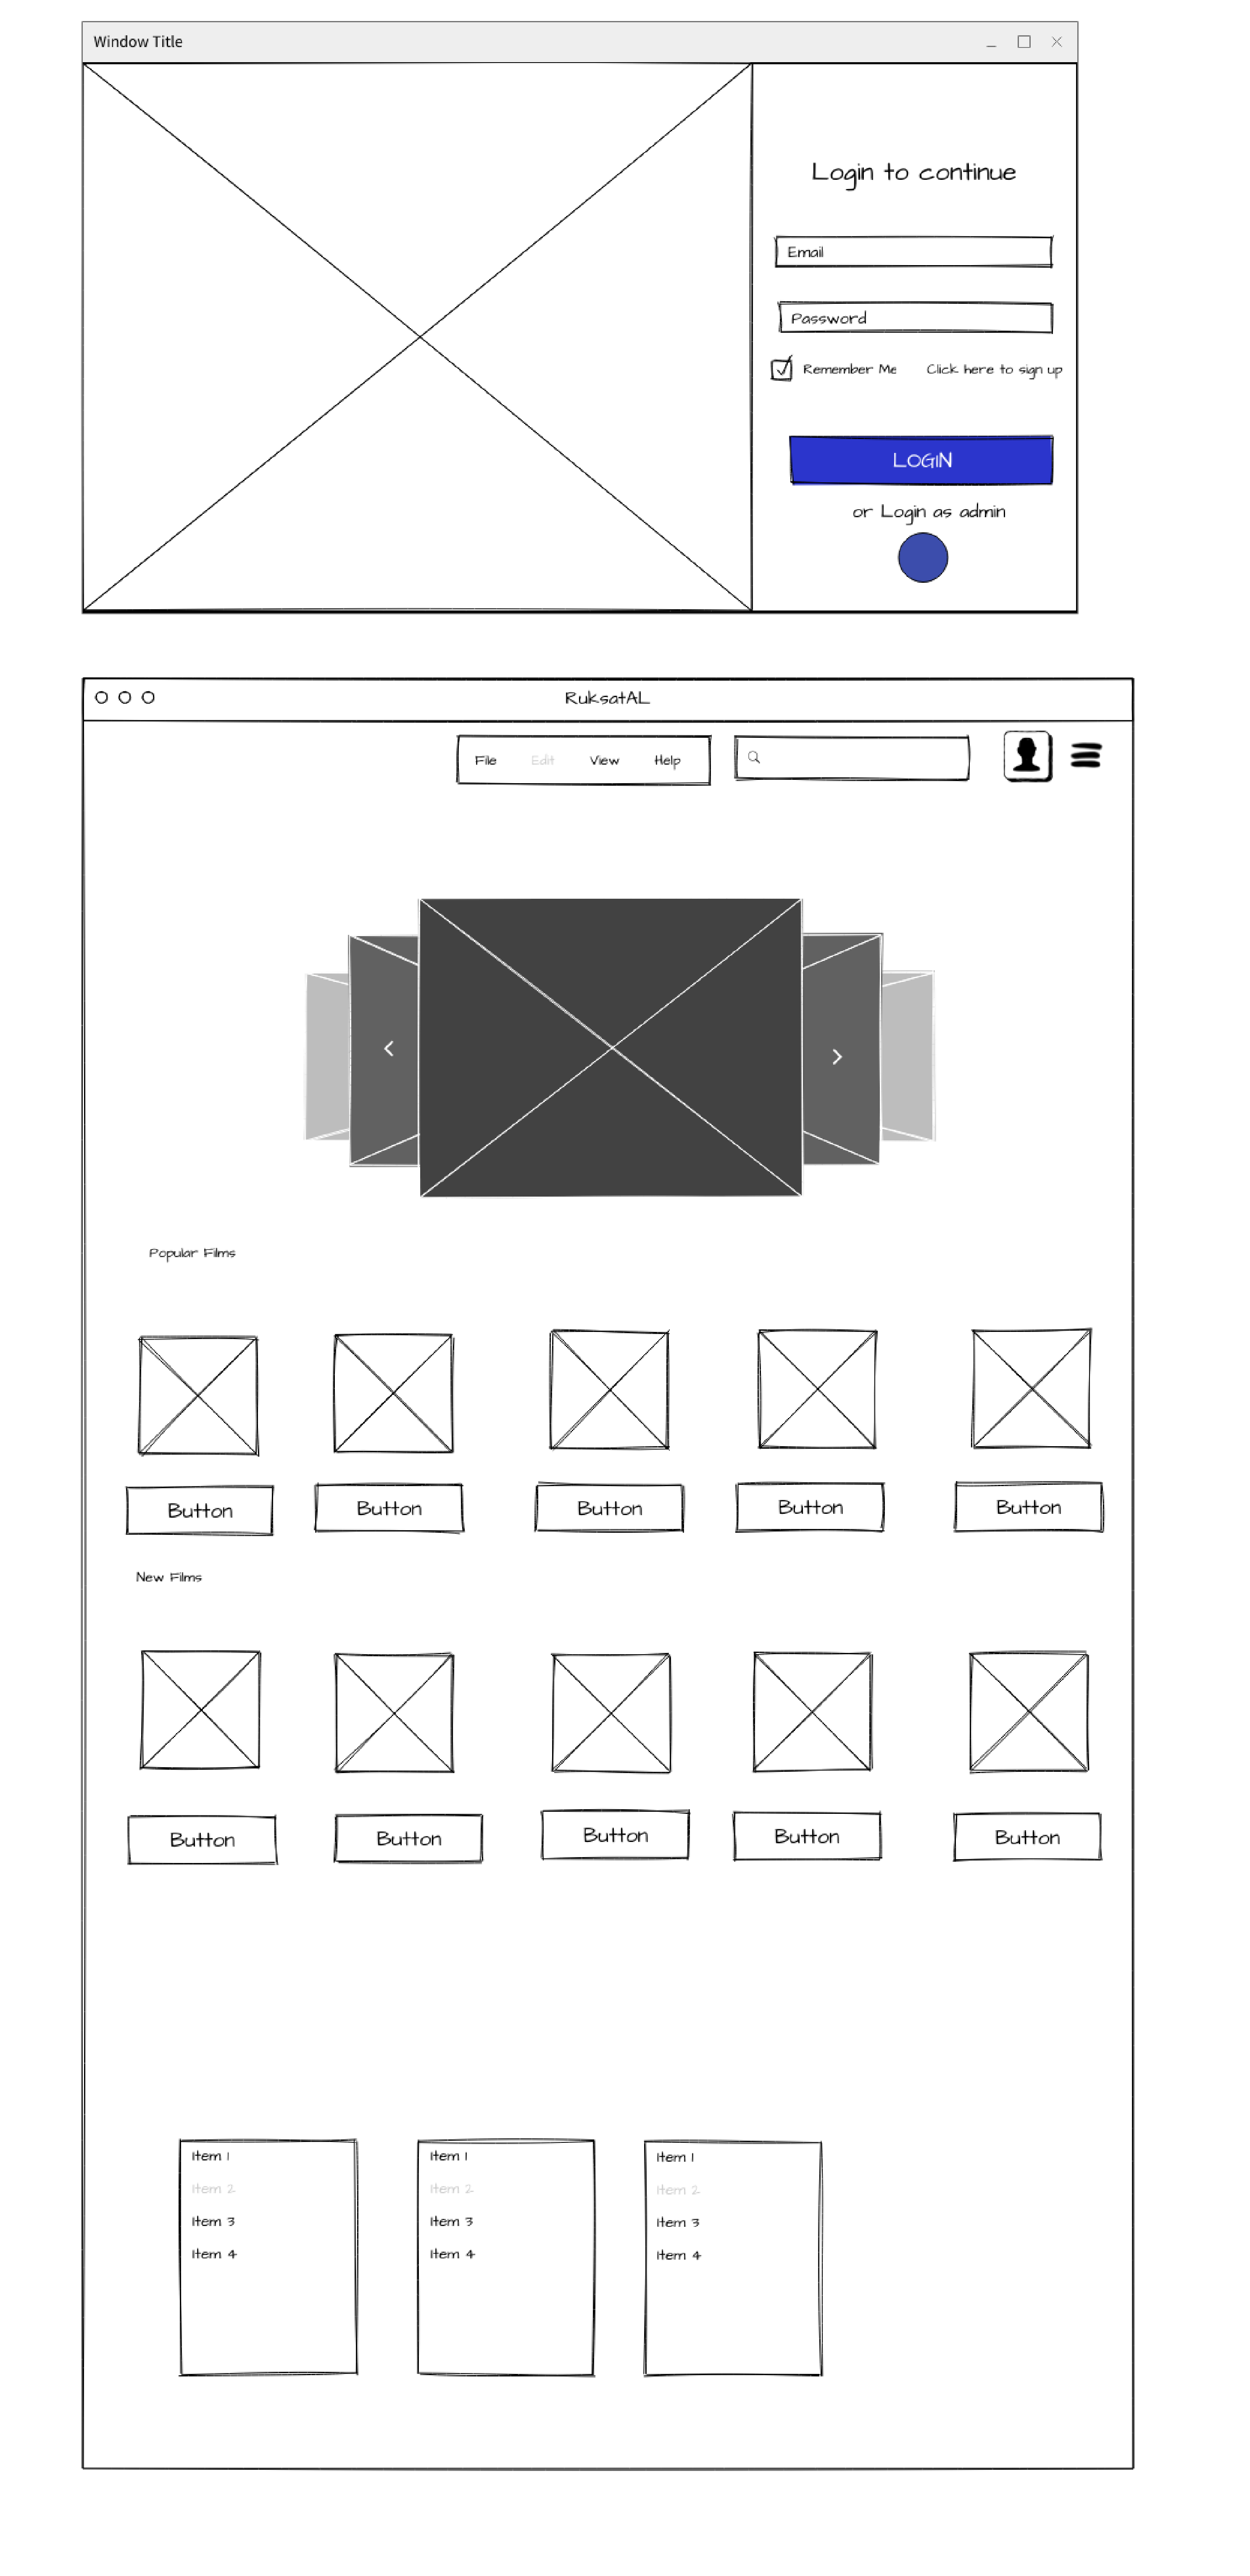 Window Title
Login to continue
Email
Password
Remember Me Click here to sign up
LOGIN
or Login as admin
RuksatAL
File Edit View Help
Popular Films
Button Button Button Button Button
New Films
Button Button Button Button Button
Item 1 Item 1 Item 1
Item 2 Item 2 Item 2
Item 3 Item 3 Item 3
Item 4 Item 4 Item 4